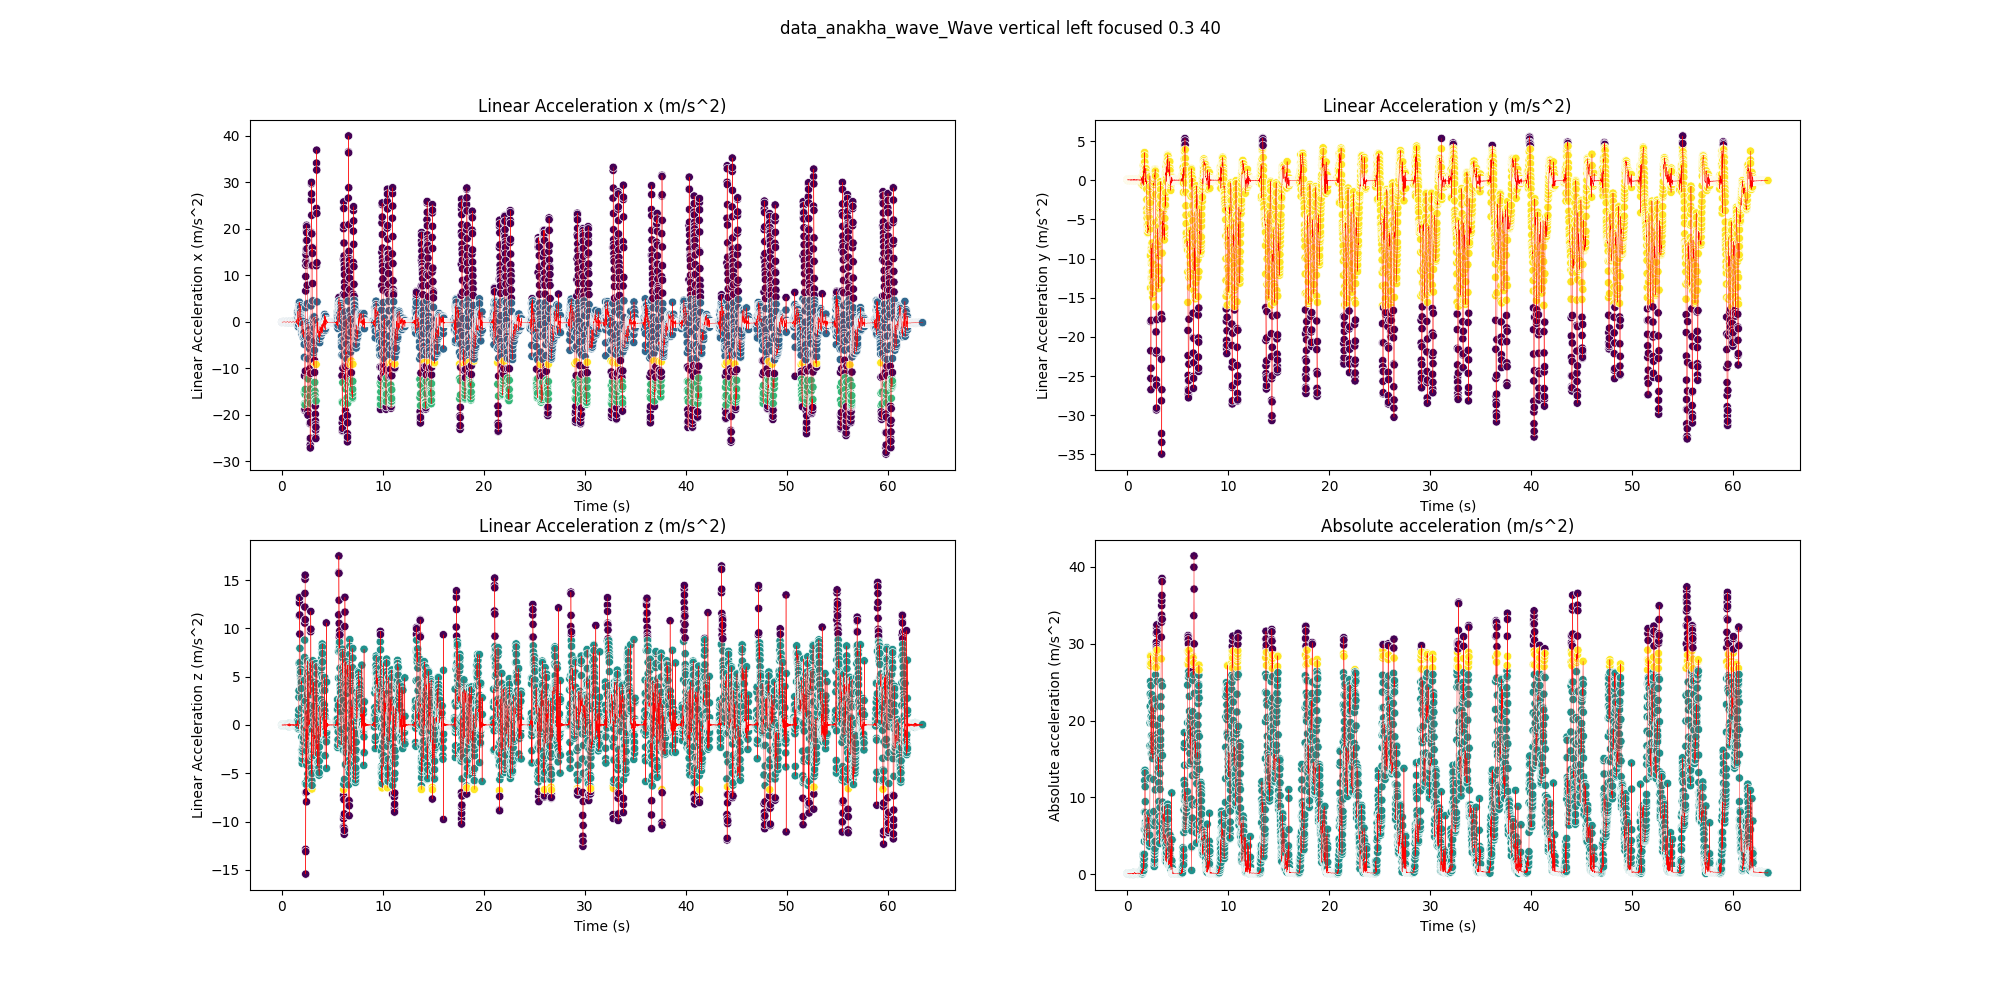 data_anakha_wave_Wave vertical left focused 0.3 40
Linear Acceleration x (m/s^2)
Linear Acceleration x (m/s^2)
40
30
20
10
0
−10
−20
−30
0 10 20 30 40 50 60
Time (s)
Linear Acceleration y (m/s^2)
Linear Acceleration y (m/s^2)
5
0
−5
−10
−15
−20
−25
−30
−35
0 10 20 30 40 50 60
Time (s)
Linear Acceleration z (m/s^2)
Linear Acceleration z (m/s^2)
15
10
5
0
−5
−10
−15
0 10 20 30 40 50 60
Time (s)
Absolute acceleration (m/s^2)
Absolute acceleration (m/s^2)
40
30
20
10
0
0 10 20 30 40 50 60
Time (s)